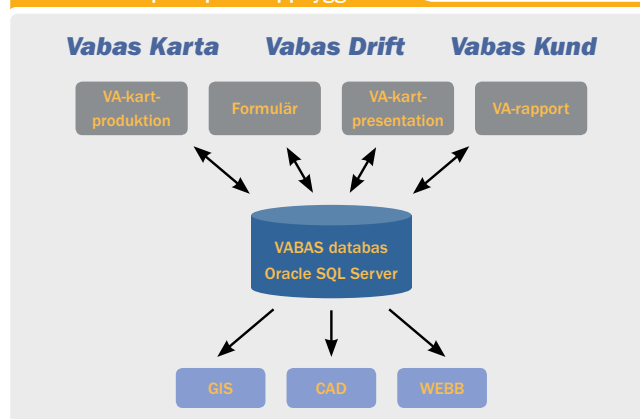 Vabas Karta Vabas Drift Vabas Kund
VA-kart-
produktion
Formulär
VA-kart-
presentation
VA-rapport
VABAS databas
Oracle SQL Server
GIS CAD WEBB